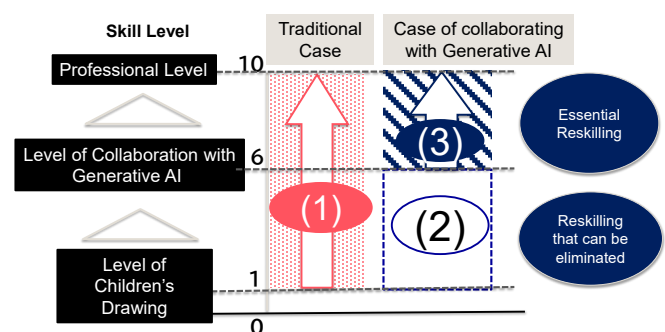 Skill Level
Traditional
Case
Case of collaborating
with Generative AI
Professional Level
10
Essential
Reskilling
(3)
Level of Collaboration with
Generative AI
6
(1)
(2)
Reskilling
that can be
eliminated
Level of
Children's
Drawing
1
0